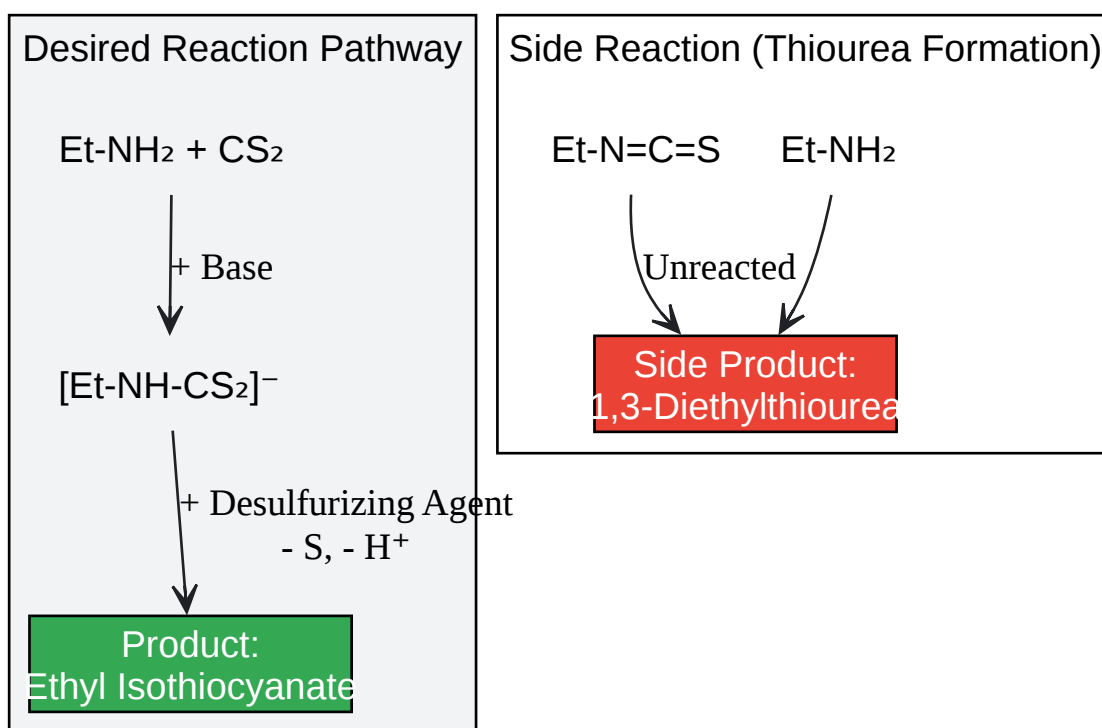 Desired Reaction Pathway
Et-NH₂ + CS₂
+ Base
[Et-NH-CS₂]⁻
+ Desulfurizing Agent
- S, - H⁺
Product:
Ethyl Isothiocyanate
Side Reaction (Thiourea Formation)
Et-N=C=S
Et-NH₂
Unreacted
Side Product:
1,3-Diethylthiourea